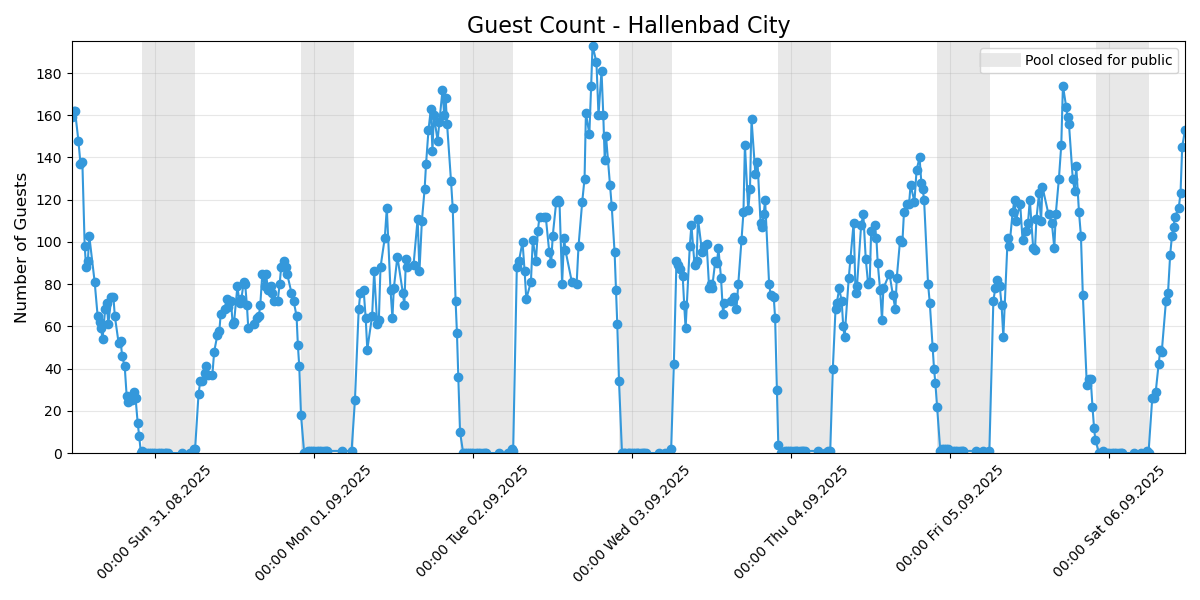 Guest Count - Hallenbad City
Pool closed for public
Number of Guests
180
160
140
120
100
80
60
40
20
0
00:00 Sun 31.08.2025
00:00 Mon 01.09.2025
00:00 Tue 02.09.2025
00:00 Wed 03.09.2025
00:00 Thu 04.09.2025
00:00 Fri 05.09.2025
00:00 Sat 06.09.2025